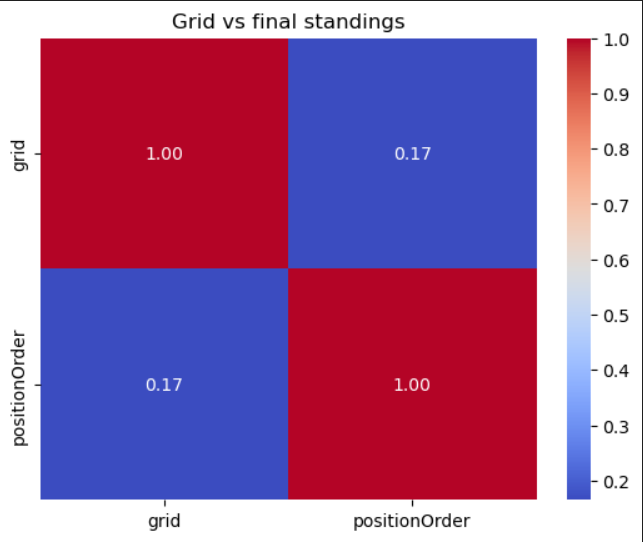 Grid vs final standings
grid
1.00
0.17
positionOrder
0.17
1.00
grid
positionOrder
1.0
0.9
0.8
0.7
0.6
0.5
0.4
0.3
0.2